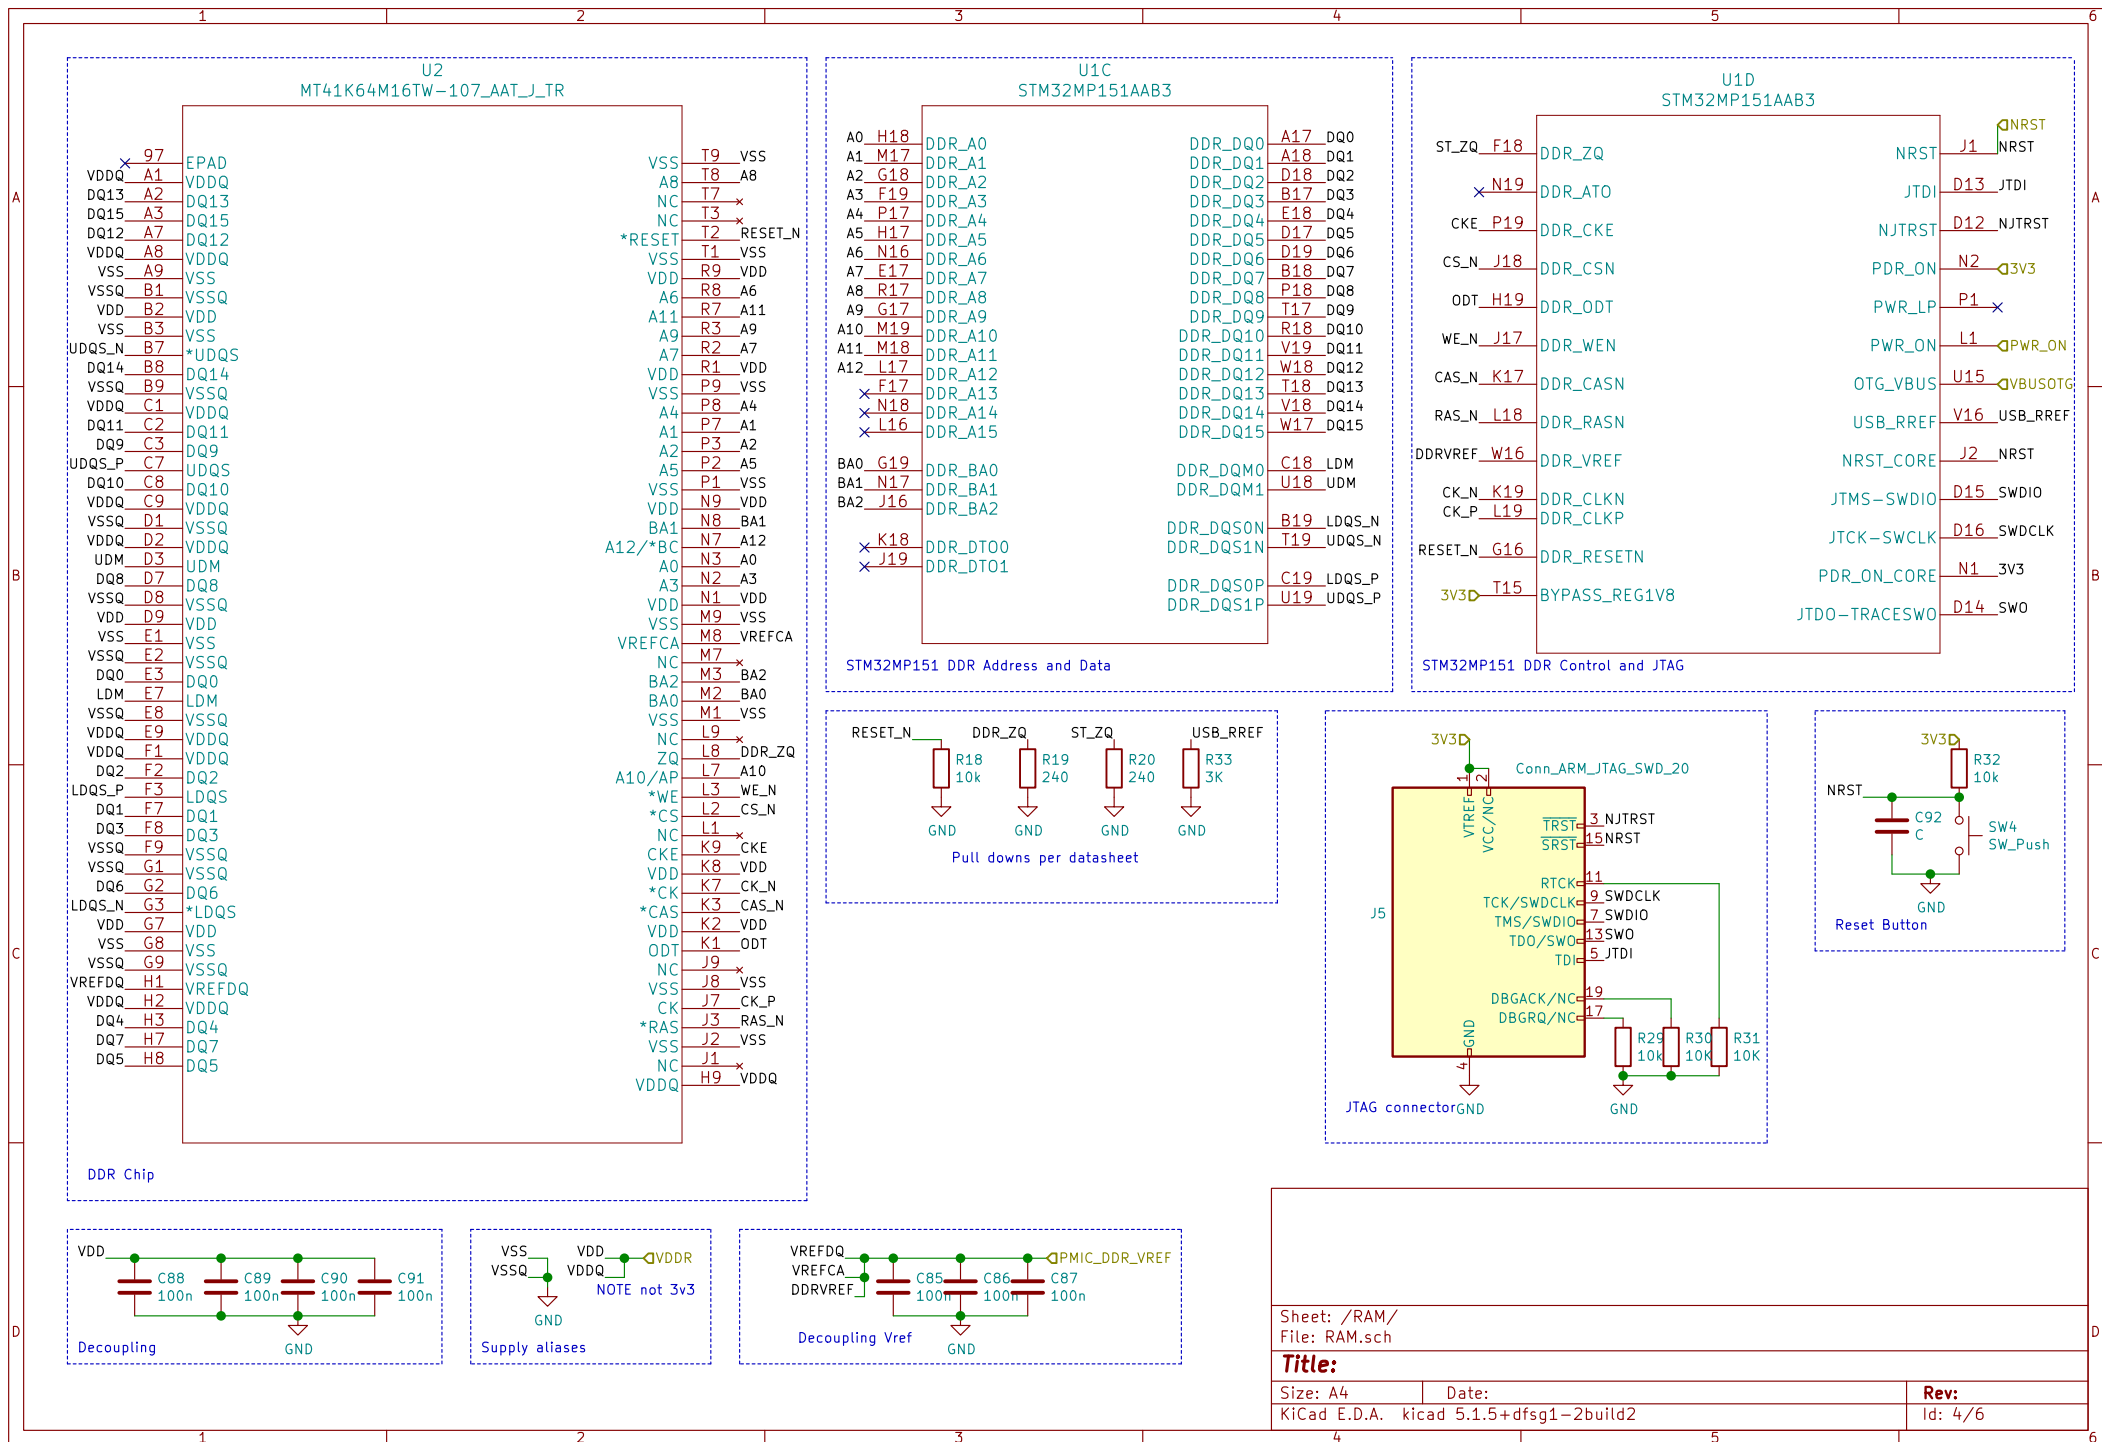 1 2 3 4 5 6
A
B
C
D
U2
MT41K64M16TW-107_AAT_J_TR
97 EPAD
VDDQ A1 VDDQ
DQ13 A2 DQ13
DQ15 A3 DQ15
DQ12 A7 DQ12
VDDQ A8 VDDQ
VSS A9 VSS
VSSQ B1 VSSQ
VDD B2 VDD
VSS B3 VSS
UDQS_N B7 *UDQS
DQ14 B8 DQ14
VSSQ B9 VSSQ
VDDQ C1 VDDQ
DQ11 C2 DQ11
DQ9 C3 DQ9
UDQS_P C7 UDQS
DQ10 C8 DQ10
VDDQ C9 VDDQ
VSSQ D1 VSSQ
VDDQ D2 VDDQ
UDM D3 UDM
DQ8 D7 DQ8
VSSQ D8 VSSQ
VDD D9 VDD
VSS E1 VSS
VSSQ E2 VSSQ
DQ0 E3 DQ0
LDM E7 LDM
VSSQ E8 VSSQ
VDDQ E9 VDDQ
VDDQ F1 VDDQ
DQ2 F2 DQ2
LDQS_P F3 LDQS
DQ1 F7 DQ1
DQ3 F8 DQ3
VSSQ F9 VSSQ
VSSQ G1 VSSQ
DQ6 G2 DQ6
LDQS_N G3 *LDQS
VDD G7 VDD
VSS G8 VSS
VSSQ G9 VSSQ
VREFDQ H1 VREFDQ
VDDQ H2 VDDQ
DQ4 H3 DQ4
DQ7 H7 DQ7
DQ5 H8 DQ5
VSS T9 VSS
A8 T8 A8
NC T7
NC T3
*RESET T2 RESET_N
VSS T1 VSS
VDD R9 VDD
A6 R8 A6
A11 R7 A11
A9 R3 A9
A7 R2 A7
VDD R1 VDD
VSS P9 VSS
A4 P8 A4
A1 P7 A1
A2 P3 A2
A5 P2 A5
VSS P1 VSS
VDD N9 VDD
BA1 N8 BA1
A12/*BC N7 A12
A0 N3 A0
A3 N2 A3
VDD N1 VDD
VSS M9 VSS
VREFCA M8 VREFCA
NC M7
BA2 M3 BA2
BA0 M2 BA0
VSS M1 VSS
NC L9
ZQ L8 DDR_ZQ
A10/AP L7 A10
*WE L3 WE_N
*CS L2 CS_N
NC L1
CKE K9 CKE
VDD K8 VDD
*CK K7 CK_N
*CAS K3 CAS_N
VDD K2 VDD
ODT K1 ODT
NC J9
VSS J8 VSS
CK J7 CK_P
*RAS J3 RAS_N
VSS J2 VSS
NC J1
VDDQ H9 VDDQ
DDR Chip
U1C
STM32MP151AAB3
A0 H18 DDR_A0
A1 M17 DDR_A1
A2 G18 DDR_A2
A3 F19 DDR_A3
A4 P17 DDR_A4
A5 H17 DDR_A5
A6 N16 DDR_A6
A7 E17 DDR_A7
A8 R17 DDR_A8
A9 G17 DDR_A9
A10 M19 DDR_A10
A11 M18 DDR_A11
A12 L17 DDR_A12
F17 DDR_A13
N18 DDR_A14
L16 DDR_A15
BA0 G19 DDR_BA0
BA1 N17 DDR_BA1
BA2 J16 DDR_BA2
K18 DDR_DTO0
J19 DDR_DTO1
DDR_DQ0 A17 DQ0
DDR_DQ1 A18 DQ1
DDR_DQ2 D18 DQ2
DDR_DQ3 B17 DQ3
DDR_DQ4 E18 DQ4
DDR_DQ5 D17 DQ5
DDR_DQ6 D19 DQ6
DDR_DQ7 B18 DQ7
DDR_DQ8 P18 DQ8
DDR_DQ9 T17 DQ9
DDR_DQ10 R18 DQ10
DDR_DQ11 V19 DQ11
DDR_DQ12 W18 DQ12
DDR_DQ13 T18 DQ13
DDR_DQ14 V18 DQ14
DDR_DQ15 W17 DQ15
DDR_DQM0 C18 LDM
DDR_DQM1 U18 UDM
DDR_DQS0N B19 LDQS_N
DDR_DQS1N T19 UDQS_N
DDR_DQS0P C19 LDQS_P
DDR_DQS1P U19 UDQS_P
STM32MP151 DDR Address and Data
U1D
STM32MP151AAB3
ST_ZQ F18 DDR_ZQ
N19 DDR_ATO
CKE P19 DDR_CKE
CS_N J18 DDR_CSN
ODT H19 DDR_ODT
WE_N J17 DDR_WEN
CAS_N K17 DDR_CASN
RAS_N L18 DDR_RASN
DDRVREF W16 DDR_VREF
CK_N K19 DDR_CLKN
CK_P L19 DDR_CLKP
RESET_N G16 DDR_RESETN
3V3 T15 BYPASS_REG1V8
NRST
NRST J1 NRST
JTDI D13 JTDI
NJTRST D12 NJTRST
PDR_ON N2 3V3
PWR_LP P1
PWR_ON L1 PWR_ON
OTG_VBUS U15 VBUSOTG
USB_RREF V16 USB_RREF
NRST_CORE J2 NRST
JTMS-SWDIO D15 SWDIO
JTCK-SWCLK D16 SWDCLK
PDR_ON_CORE N1 3V3
JTDO-TRACESWO D14 SWO
STM32MP151 DDR Control and JTAG
RESET_N DDR_ZQ ST_ZQ USB_RREF
R18 R19 R20 R33
10k 240 240 3K
GND GND GND GND
Pull downs per datasheet
3V3
Conn_ARM_JTAG_SWD_20
1 2
VTREF VCC/NC
TRST 3 NJTRST
SRST 15 NRST
RTCK 11
TCK/SWDCLK 9 SWDCLK
J5
TMS/SWDIO 7 SWDIO
TDO/SWO 13 SWO
TDI 5 JTDI
DBGACK/NC 19
DBGRQ/NC 17
GND
4
R29 R30 R31
10k 10K 10K
JTAG connector
GND GND
3V3
R32
10k
NRST
C92
C
SW4
SW_Push
GND
Reset Button
VDD
C88 C89 C90 C91
100n 100n 100n 100n
GND
Decoupling
VSS VDD VDDR
VSSQ VDDQ
NOTE not 3v3
GND
Supply aliases
VREFDQ PMIC_DDR_VREF
VREFCA
DDRVREF
C85 C86 C87
100n 100n 100n
Decoupling Vref
GND
Sheet: /RAM/
File: RAM.sch
Title:
Size: A4 Date: Rev:
KiCad E.D.A. kicad 5.1.5+dfsg1-2build2 Id: 4/6
A
B
C
D
1 2 3 4 5 6